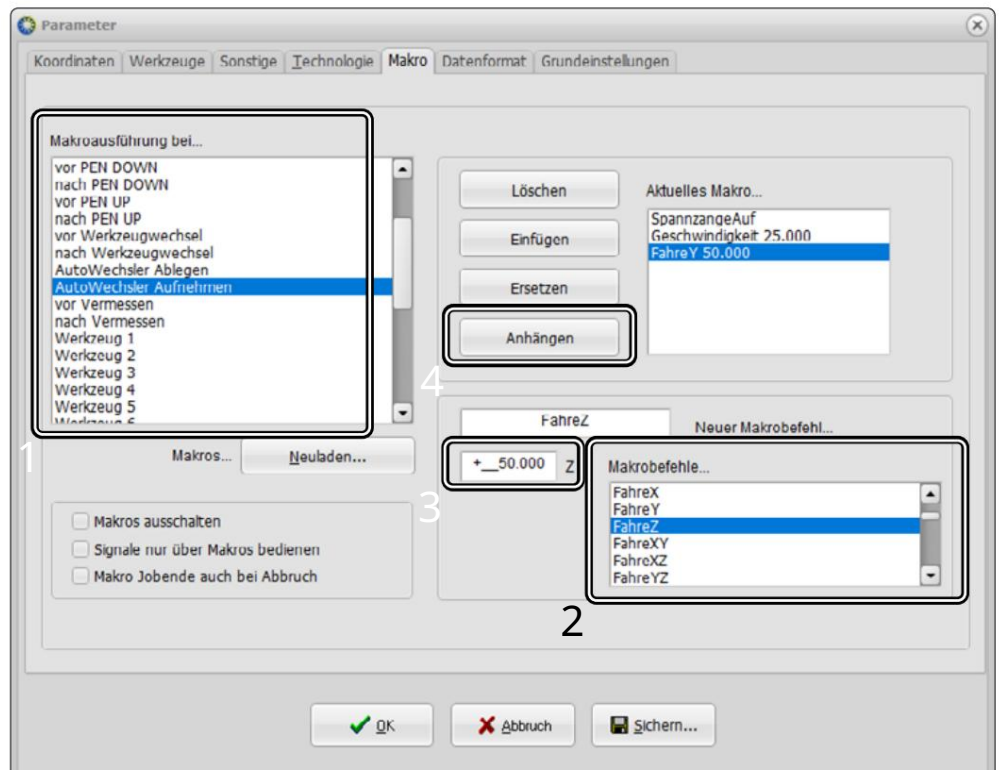 Parameter
Koordinaten Werkzeuge Sonstige Technologie Makro Datenformat Grundeinstellungen
Makroausführung bei...
vor PEN DOWN
nach PEN DOWN
vor PEN UP
nach PEN UP
vor Werkzeugwechsel
nach Werkzeugwechsel
AutoWechsler Ablegen
AutoWechsler Aufnehmen
vor Vermessen
nach Vermessen
Werkzeug 1
Werkzeug 2
Werkzeug 3
Werkzeug 4
Werkzeug 5
Werkzeug 6
1
Makros... Neuladen...
Makros ausschalten
Signale nur über Makros bedienen
Makro Jobende auch bei Abbruch
Löschen
Einfügen
Ersetzen
Anhängen
4
Aktuelles Makro...
SpannzangeAuf
Geschwindigkeit 25.000
FahreY 50.000
FahreZ
Neuer Makrobefehl...
+__50.000 Z
3
Makrobefehle...
FahreX
FahreY
FahreZ
FahreXY
FahreXZ
FahreYZ
2
OK Abbruch Sichern...